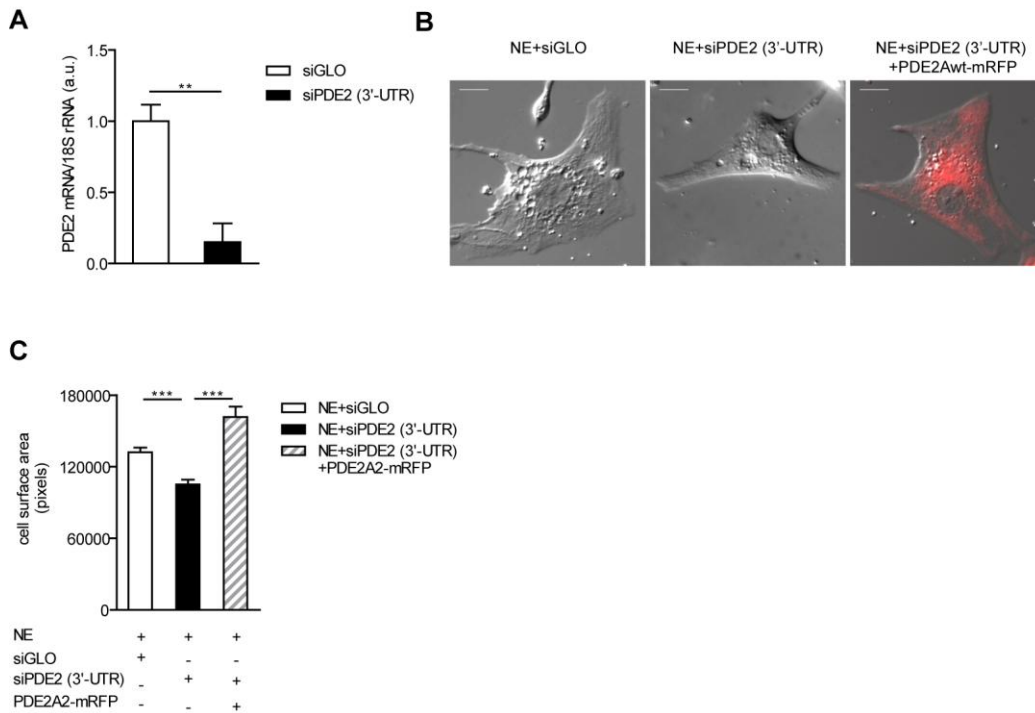 A
PDE2 mRNA/18S rRNA (a.u.)
1.5
1.0
0.5
0.0
**
siGLO
siPDE2 (3'-UTR)
B
NE+siGLO
NE+siPDE2 (3'-UTR)
NE+siPDE2 (3'-UTR)
+PDE2Awt-mRFP
C
cell surface area
(pixels)
180000
120000
60000
0
*** ***
NE+siGLO
NE+siPDE2 (3'-UTR)
NE+siPDE2 (3'-UTR)
+PDE2A2-mRFP
NE + + +
siGLO + - -
siPDE2 (3'-UTR) - + +
PDE2A2-mRFP - - +